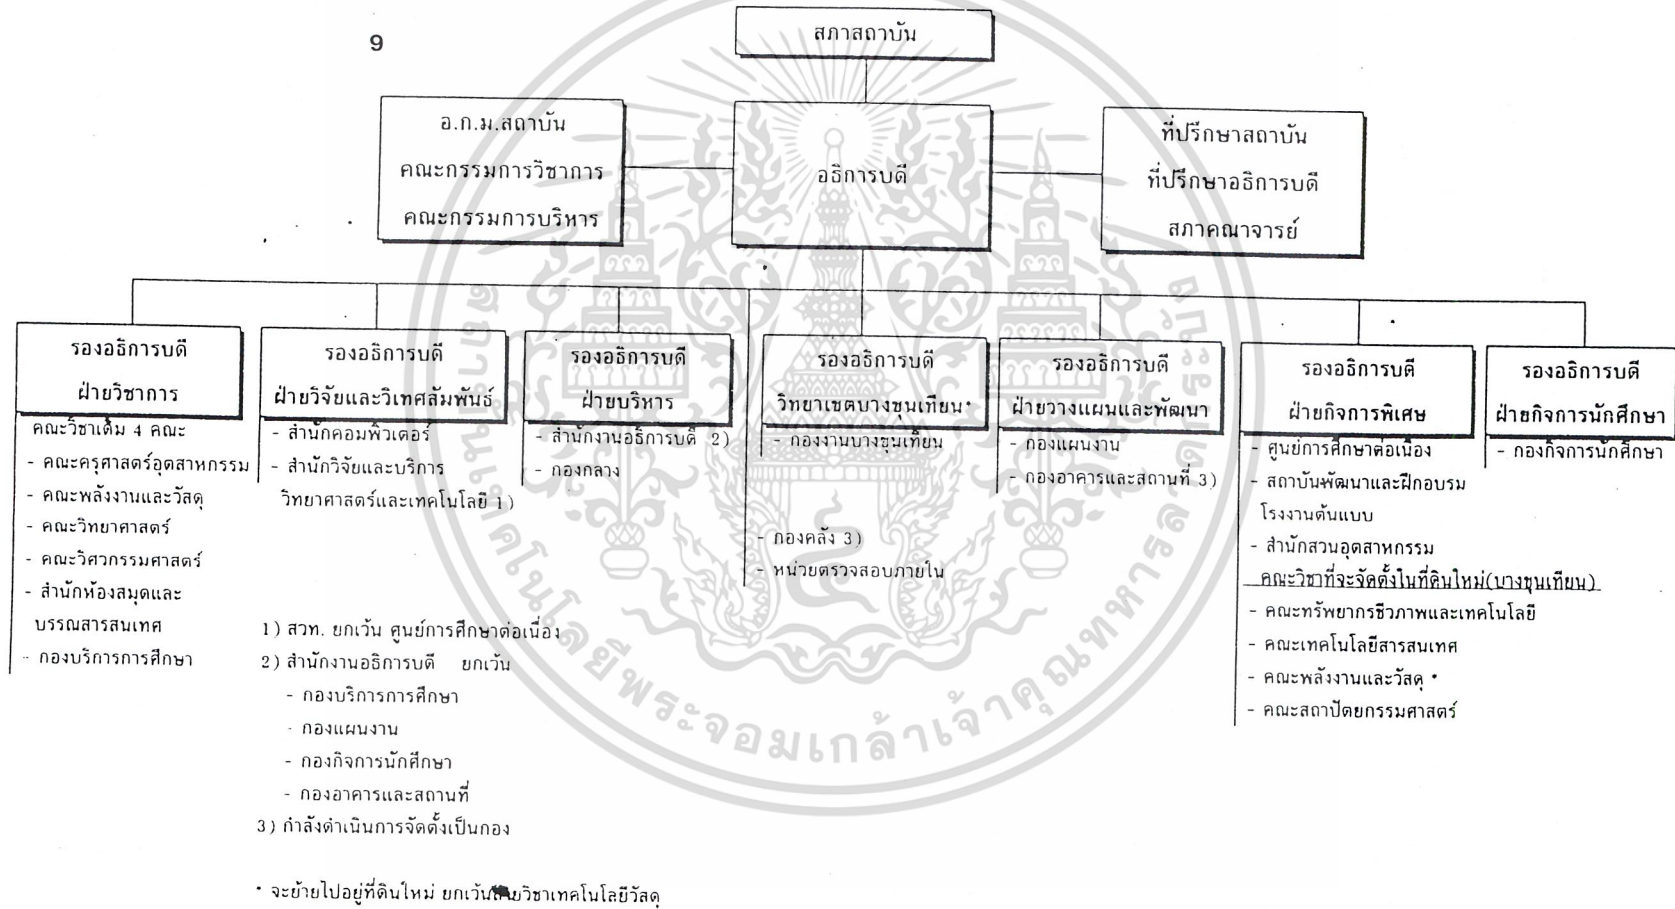 9
สภาสถาบัน
อ.ก.ม.สถาบัน
คณะกรรมการวิชาการ
คณะกรรมการบริหาร
อธิการบดี
ที่ปรึกษาสถาบัน
ที่ปรึกษาอธิการบดี
สภาคณาจารย์
รองอธิการบดี
ฝ่ายวิชาการ
คณะวิชาเดิม 4 คณะ
- คณะครุศาสตร์อุตสาหกรรม
- คณะพลังงานและวัสดุ
- คณะวิทยาศาสตร์
- คณะวิศวกรรมศาสตร์
- สำนักห้องสมุดและ
บรรณสารสนเทศ
- กองบริการการศึกษา
รองอธิการบดี
ฝ่ายวิจัยและวิเทศสัมพันธ์
- สำนักคอมพิวเตอร์
- สำนักวิจัยและบริการ
วิทยาศาสตร์และเทคโนโลยี 1)
รองอธิการบดี
ฝ่ายบริหาร
- สำนักงานอธิการบดี 2)
- กองกลาง
รองอธิการบดี
วิทยาเขตบางขุนเทียน*
- กองงานบางขุนเทียน
- กองคลัง 3)
- หน่วยตรวจสอบภายใน
รองอธิการบดี
ฝ่ายวางแผนและพัฒนา
- กองแผนงาน
- กองอาคารและสถานที่ 3)
รองอธิการบดี
ฝ่ายกิจการพิเศษ
- ศูนย์การศึกษาต่อเนื่อง
- สถาบันพัฒนาและฝึกอบรม
โรงงานต้นแบบ
- สำนักสวนอุตสาหกรรม
คณะวิชาที่จะจัดตั้งในที่ดินใหม่(บางขุนเทียน)
- คณะทรัพยากรชีวภาพและเทคโนโลยี
- คณะเทคโนโลยีสารสนเทศ
- คณะพลังงานและวัสดุ *
- คณะสถาปัตยกรรมศาสตร์
รองอธิการบดี
ฝ่ายกิจการนักศึกษา
- กองกิจการนักศึกษา
1) สวท. ยกเว้น ศูนย์การศึกษาต่อเนื่อง
2) สำนักงานอธิการบดี ยกเว้น
- กองบริการการศึกษา
- กองแผนงาน
- กองกิจการนักศึกษา
- กองอาคารและสถานที่
3) กำลังดำเนินการจัดตั้งเป็นกอง
* จะย้ายไปอยู่ที่ดินใหม่ ยกเว้นสายวิชาเทคโนโลยีวัสดุ
สถาบันเทคโนโลยีพระจอมเกล้าเจ้าคุณทหารลาดกระบัง